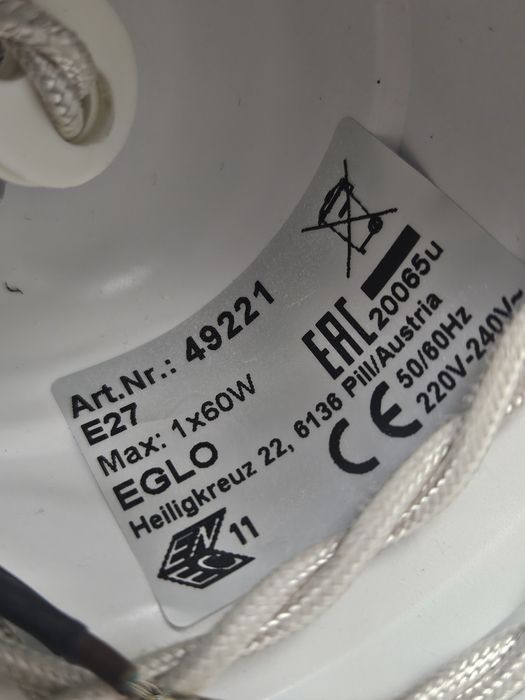 Art.Nr.: 49221
E27
Max: 1x60W
EGLO
Heiligkreuz 22, 6136 Pill/Austria
EAC 20065u
CE 50/60Hz
220V-240V~
ENEC 11